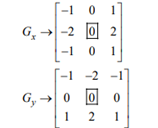 -1 0 1
Gx → -2 0 2
-1 0 1
-1 -2 -1
Gy → 0 0 0
1 2 1